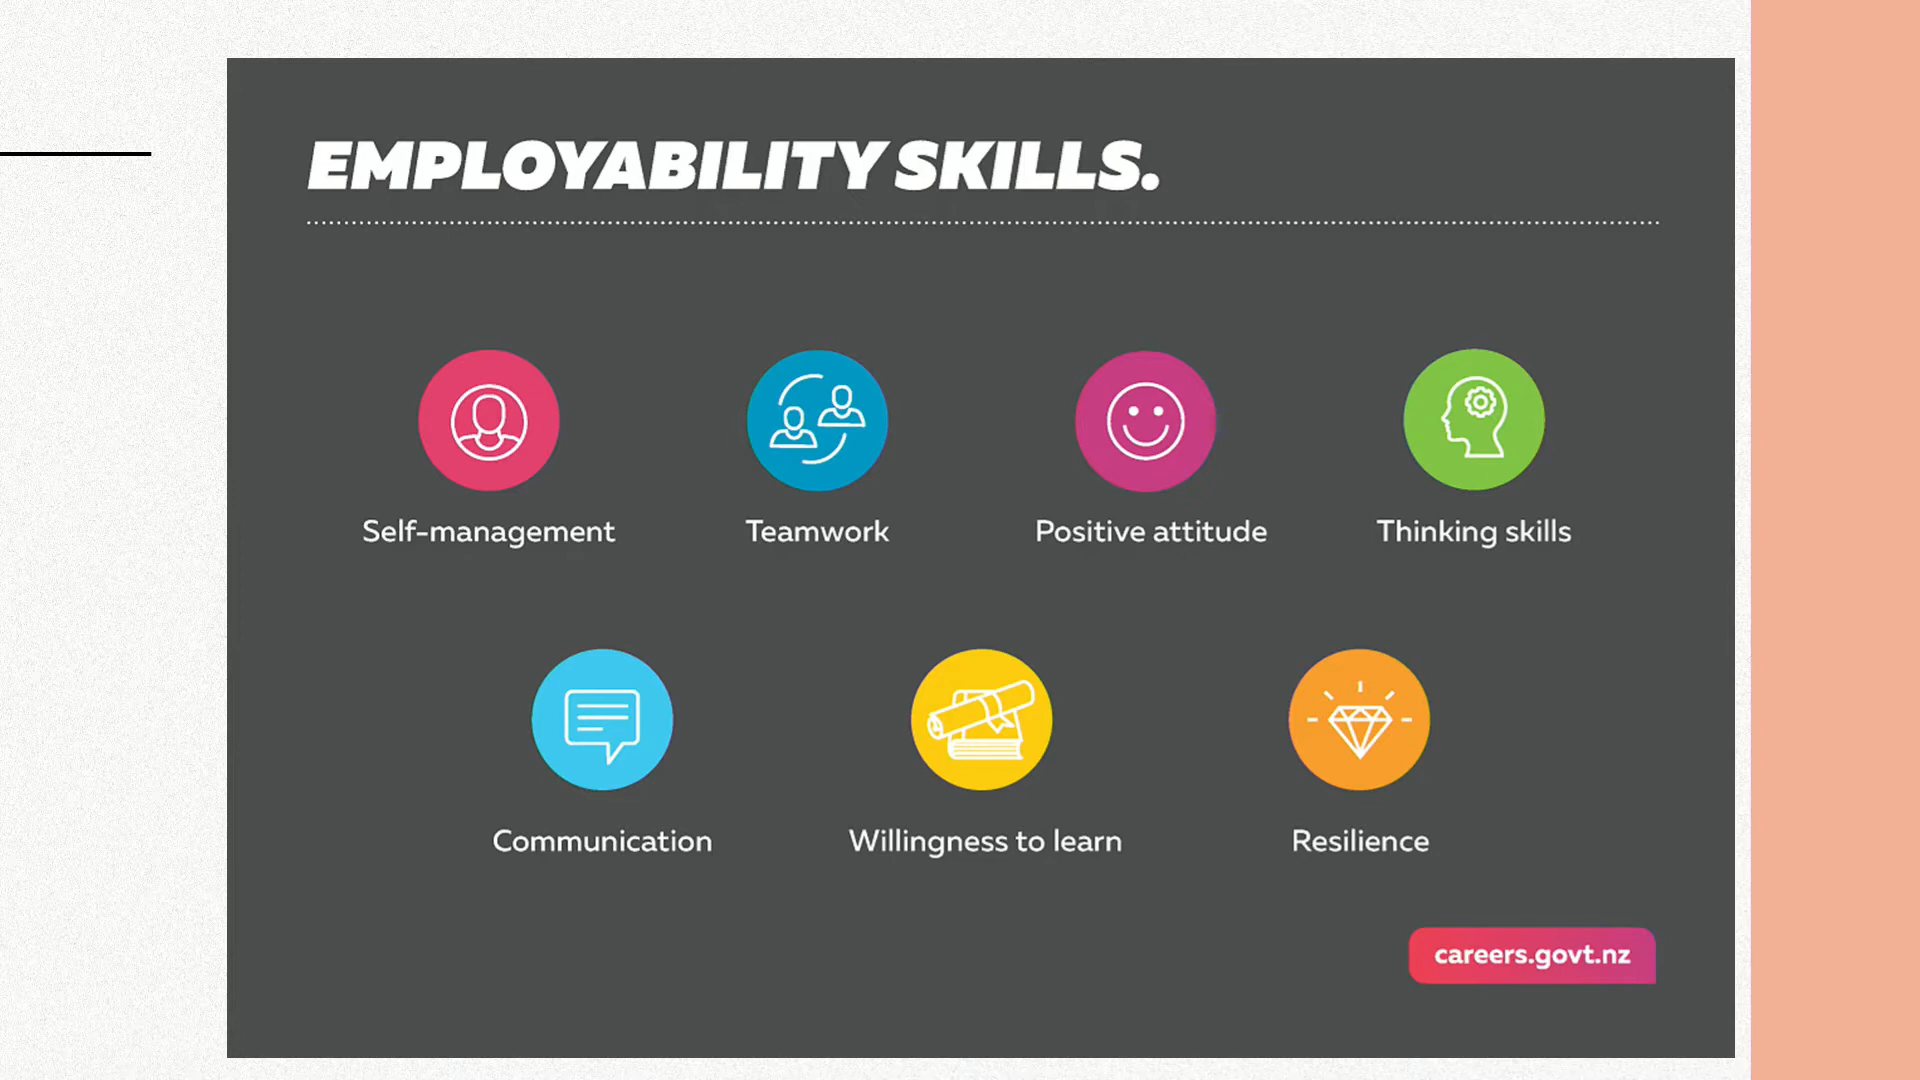 EMPLOYABILITY SKILLS.
Self-management
Teamwork
Positive attitude
Thinking skills
Communication
Willingness to learn
Resilience
careers.govt.nz